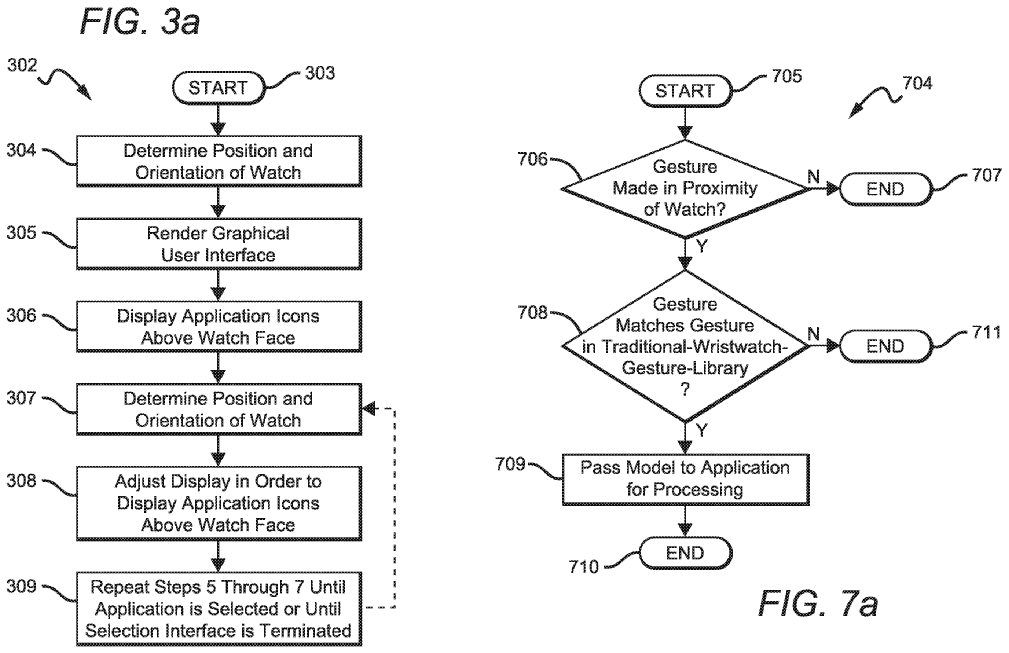 FIG. 3a
302
START
303
304
Determine Position and
Orientation of Watch
305
Render Graphical
User Interface
306
Display Application Icons
Above Watch Face
307
Determine Position and
Orientation of Watch
308
Adjust Display in Order to
Display Application Icons
Above Watch Face
309
Repeat Steps 5 Through 7 Until
Application is Selected or Until
Selection Interface is Terminated
START
705
704
706
Gesture
Made in Proximity
of Watch?
N
END
707
Y
708
Gesture
Matches Gesture
in Traditional-Wristwatch-
Gesture-Library
?
N
END
711
Y
709
Pass Model to Application
for Processing
END
710
FIG. 7a